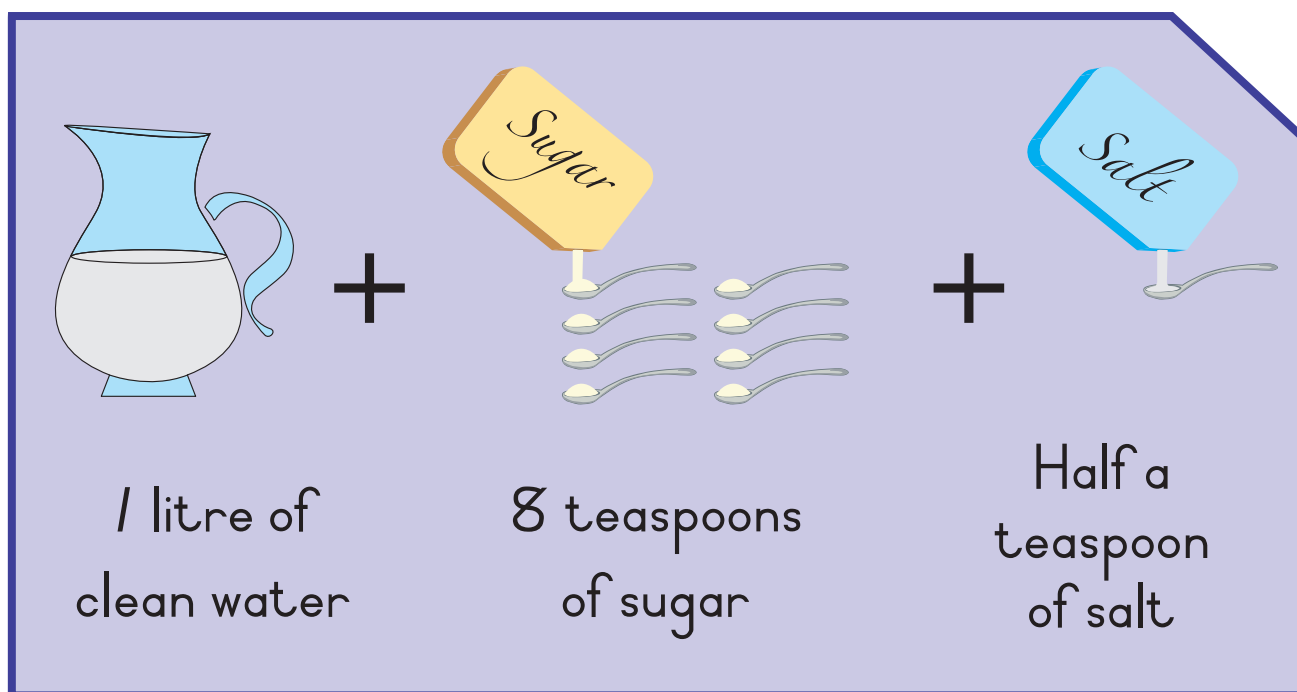 Sugar
Salt
1 litre of
clean water
8 teaspoons
of sugar
Half a
teaspoon
of salt